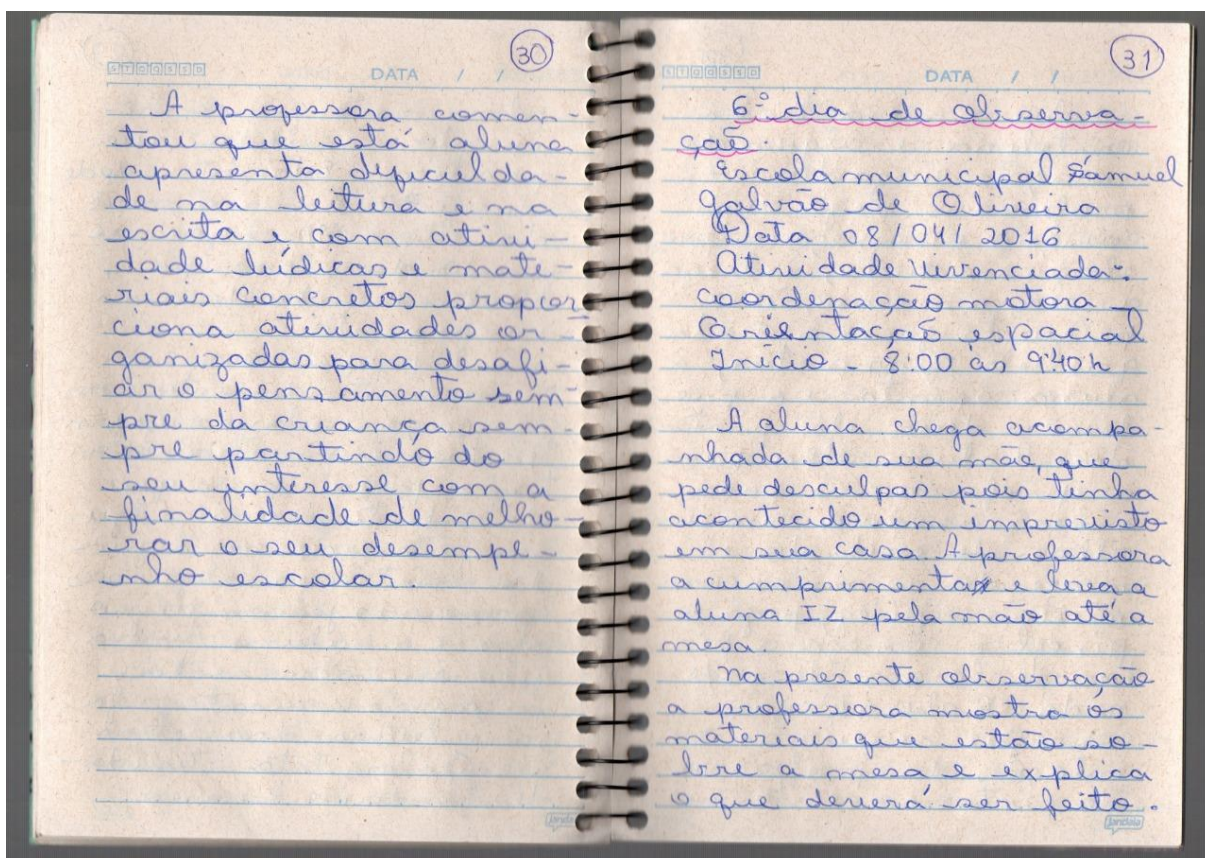 30
DATA / /
A professora comen-
tou que está aluna
apresenta dificulda-
de na leitura e na
escrita e com ativi-
dade lúdicas e mate-
riais concretos propor
ciona atividades or
ganizadas para desafi-
ar o pensamento sem-
pre da criança sem-
pre partindo do
seu interesse com a
finalidade de melho-
rar o seu desempe-
nho escolar.
jandaia
31
DATA / /
6º dia de observa-
ção.
Escola municipal Samuel
Galvão de Oliveira
Data 08/04/2016
Atividade vivenciada:
coordenação motora -
Orientação espacial
Início - 8:00 às 9:40h
A aluna chega acompa-
nhada de sua mãe, que
pede desculpas pois tinha
acontecido um imprevisto
em sua casa. A professora
a cumprimenta e leva a
aluna IZ pela mão até a
mesa.
Na presente observação
a professora mostra os
materiais que estão so-
bre a mesa e explica
o que deverá ser feito.
jandaia